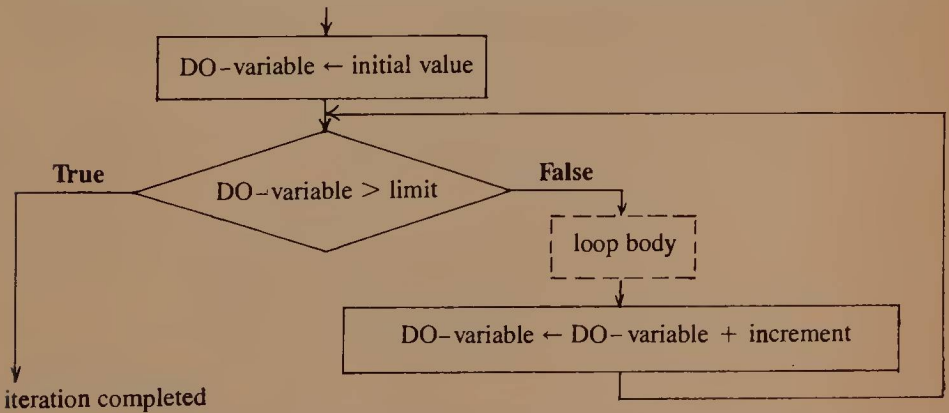 DO-variable ← initial value
True
DO-variable > limit
False
loop body
DO-variable ← DO-variable + increment
iteration completed